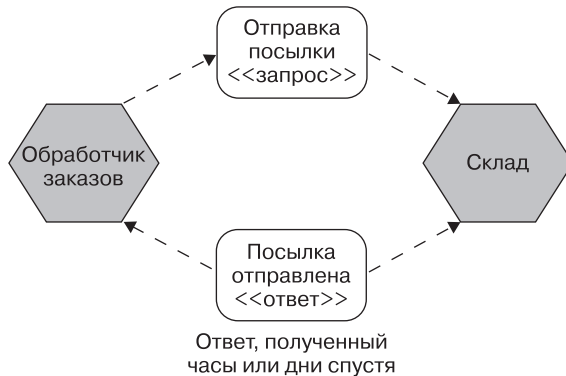 Отправка
посылки
<<запрос>>
Обработчик
заказов
Склад
Посылка
отправлена
<<ответ>>
Ответ, полученный
часы или дни спустя